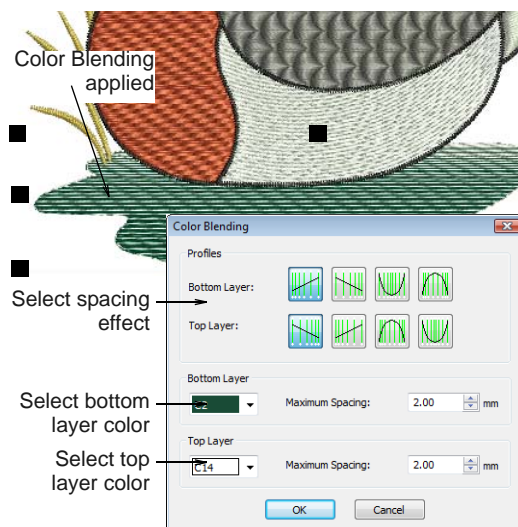 Color Blending
applied
Color Blending
Profiles
Bottom Layer:
Select spacing
effect
Top Layer:
Bottom Layer
Select bottom
layer color
C2
Maximum Spacing:
2.00
mm
Top Layer
Select top
layer color
C14
Maximum Spacing:
2.00
mm
OK
Cancel